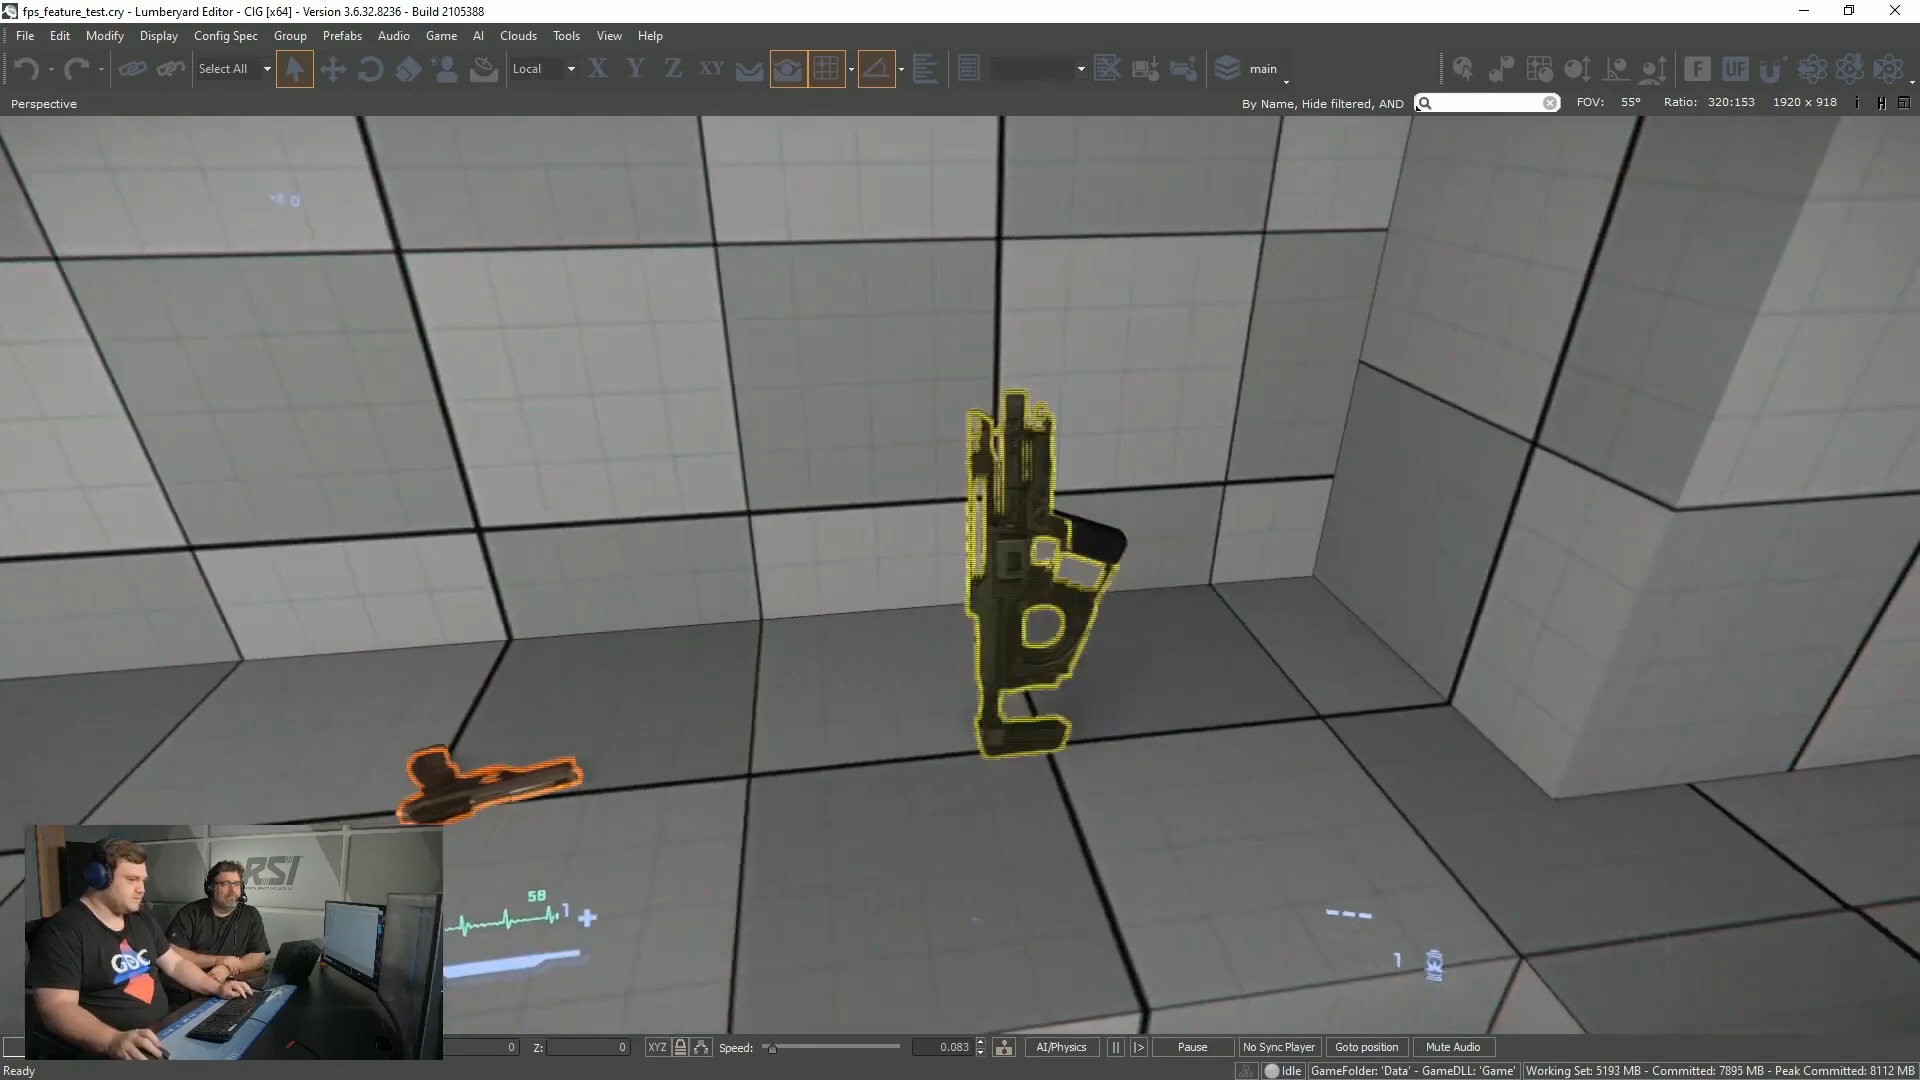 fps_feature_test.cry - Lumberyard Editor - CIG [x64] - Version 3.6.32.8236 - Build 2105388
File Edit Modify Display Config Spec Group Prefabs Audio Game AI Clouds Tools View Help
Select All Local X Y Z XY main F UF
Perspective By Name, Hide filtered, AND FOV: 55° Ratio: 320:153 1920 x 918 i H
0
RSI
GDC
58
1
1
0 Z: 0 XYZ Speed: 0.083 AI/Physics Pause No Sync Player Goto position Mute Audio
Ready Idle GameFolder: 'Data' - GameDLL: 'Game' Working Set: 5193 MB - Committed: 7895 MB - Peak Committed: 8112 MB